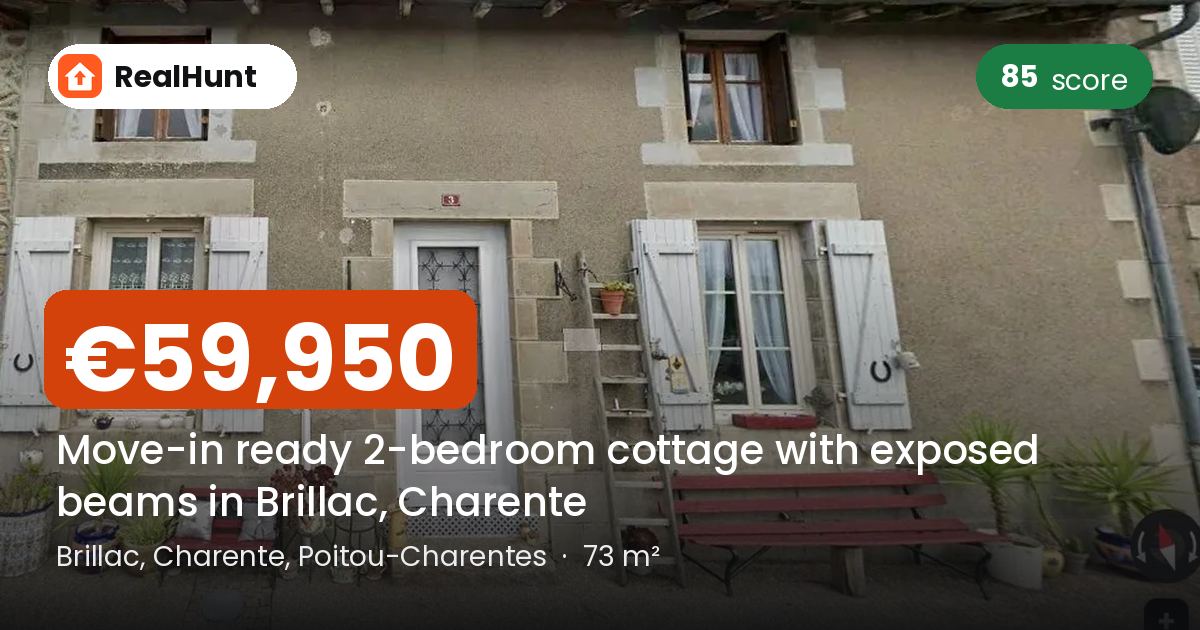 RealHunt
85 score
3
€59,950
Move-in ready 2-bedroom cottage with exposed
beams in Brillac, Charente
Brillac, Charente, Poitou-Charentes · 73 m²